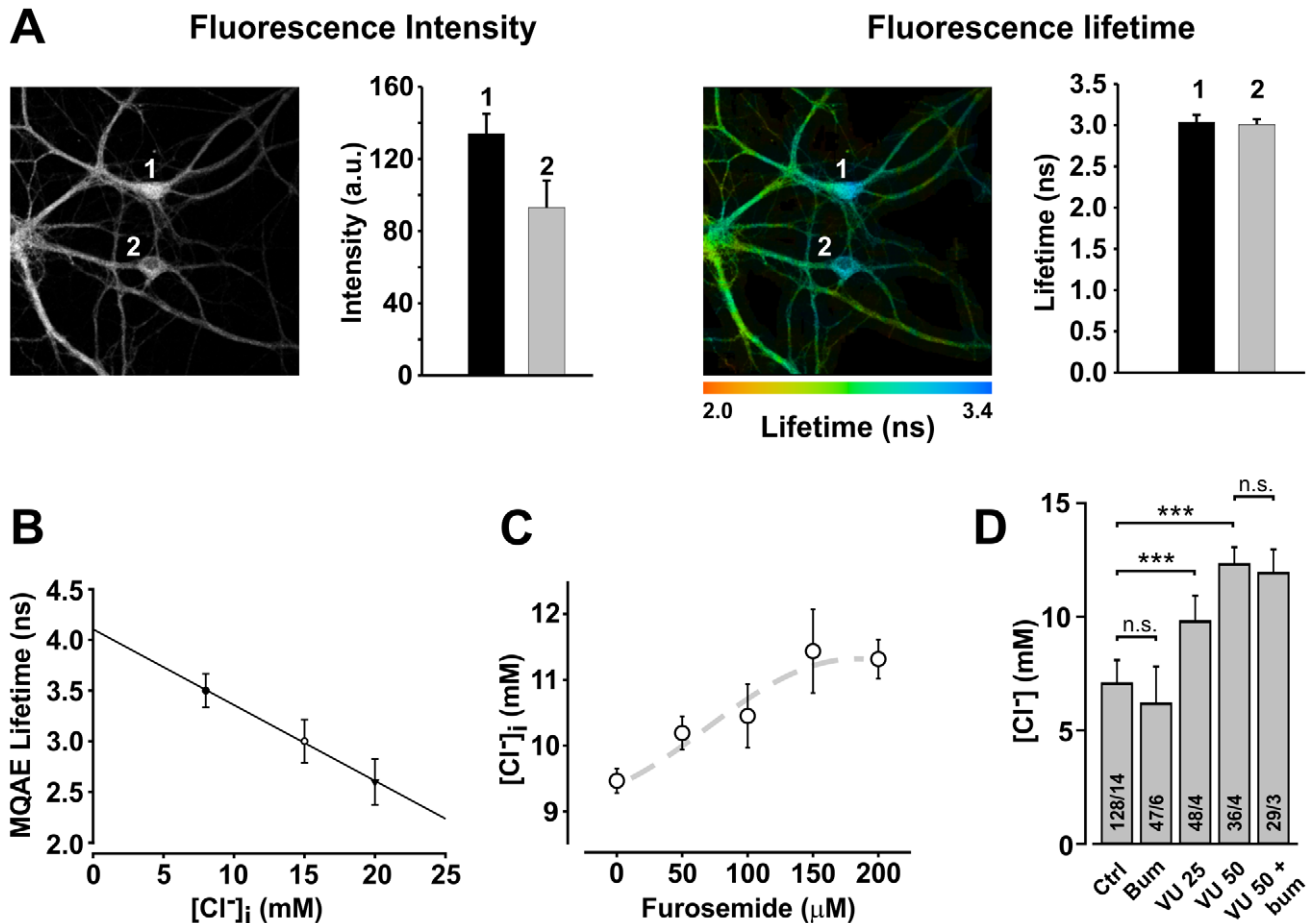 A
Fluorescence Intensity
Fluorescence lifetime
1
2
Intensity (a.u.)
160
120
80
40
0
1
2
1
2
2.0
3.4
Lifetime (ns)
Lifetime (ns)
3.5
3.0
2.5
2.0
1.5
1.0
0.5
0.0
1
2
B
MQAE Lifetime (ns)
4.5
4.0
3.5
3.0
2.5
2.0
0 5 10 15 20 25
[Cl⁻]i (mM)
C
[Cl⁻]i (mM)
12
11
10
9
0 50 100 150 200
Furosemide (μM)
D
[Cl⁻] (mM)
15
10
5
0
n.s.
***
***
n.s.
128/14
47/6
48/4
36/4
29/3
Ctrl
Bum
VU 25
VU 50
VU 50 +
bum